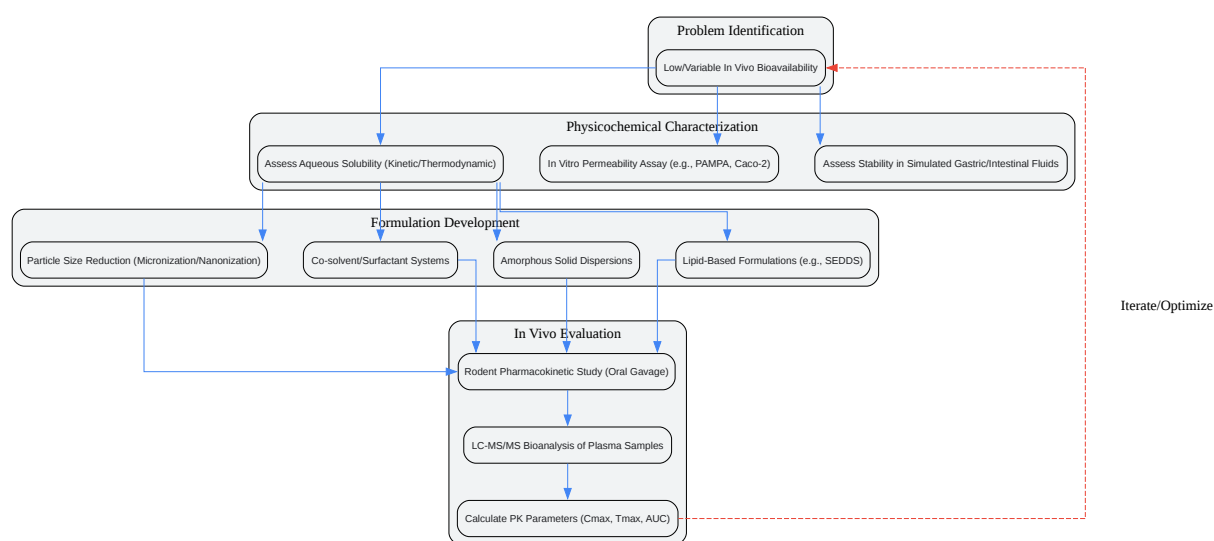 Problem Identification
Low/Variable In Vivo Bioavailability
Physicochemical Characterization
Assess Aqueous Solubility (Kinetic/Thermodynamic)
In Vitro Permeability Assay (e.g., PAMPA, Caco-2)
Assess Stability in Simulated Gastric/Intestinal Fluids
Formulation Development
Particle Size Reduction (Micronization/Nanonization)
Co-solvent/Surfactant Systems
Amorphous Solid Dispersions
Lipid-Based Formulations (e.g., SEDDS)
Iterate/Optimize
In Vivo Evaluation
Rodent Pharmacokinetic Study (Oral Gavage)
LC-MS/MS Bioanalysis of Plasma Samples
Calculate PK Parameters (Cmax, Tmax, AUC)